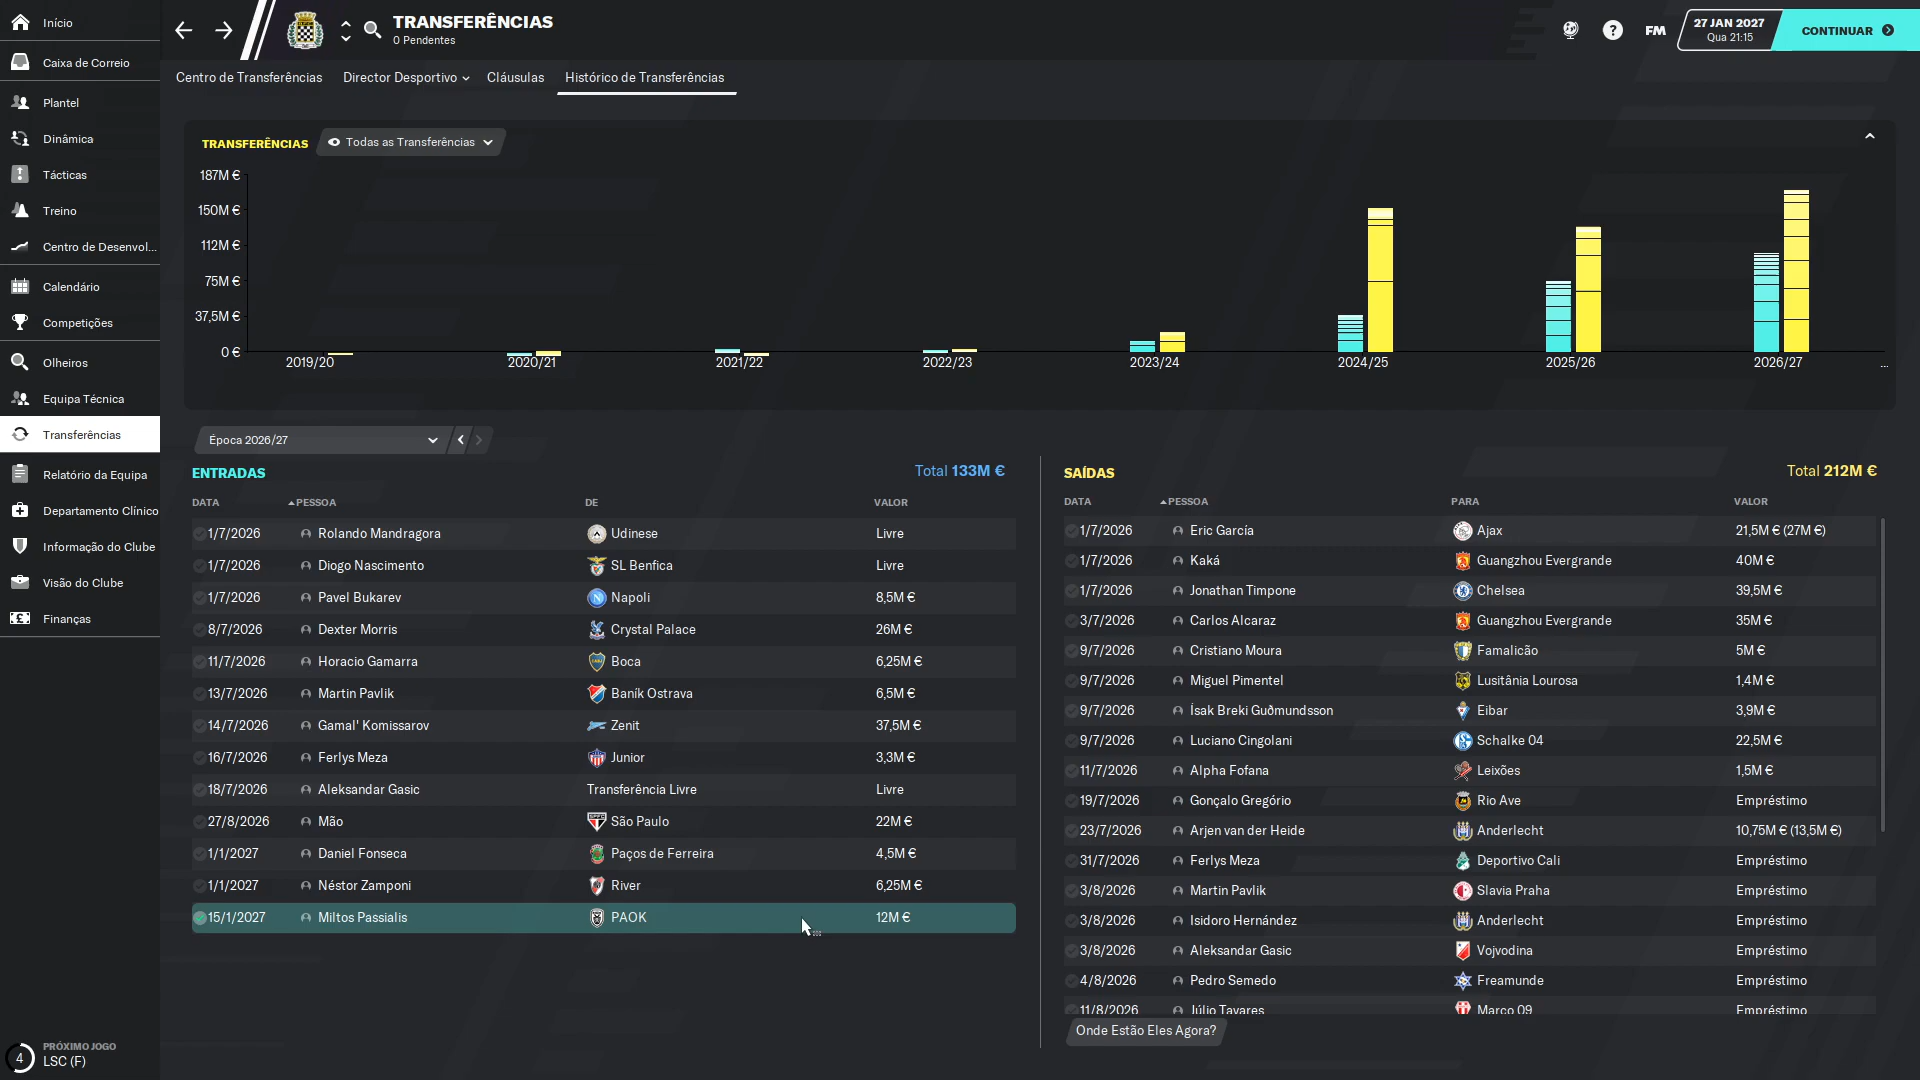 Início
Caixa de Correio
Plantel
Dinâmica
Tácticas
Treino
Centro de Desenvol...
Calendário
Competições
Olheiros
Equipa Técnica
Transferências
Relatório da Equipa
Departamento Clínico
Informação do Clube
Visão do Clube
Finanças
4
PRÓXIMO JOGO
LSC (F)
TRANSFERÊNCIAS
0 Pendentes
FM
27 JAN 2027
Qua 21:15
CONTINUAR
Centro de Transferências Director Desportivo Cláusulas Histórico de Transferências
TRANSFERÊNCIAS Todas as Transferências
187M €
150M €
112M €
75M €
37,5M €
0 €
2019/20 2020/21 2021/22 2022/23 2023/24 2024/25 2025/26 2026/27 ...
Época 2026/27
ENTRADAS Total 133M €
DATA PESSOA DE VALOR
1/7/2026 Rolando Mandragora Udinese Livre
1/7/2026 Diogo Nascimento SL Benfica Livre
1/7/2026 Pavel Bukarev Napoli 8,5M €
8/7/2026 Dexter Morris Crystal Palace 26M €
11/7/2026 Horacio Gamarra Boca 6,25M €
13/7/2026 Martin Pavlik Baník Ostrava 6,5M €
14/7/2026 Gamal' Komissarov Zenit 37,5M €
16/7/2026 Ferlys Meza Junior 3,3M €
18/7/2026 Aleksandar Gasic Transferência Livre Livre
27/8/2026 Mão São Paulo 22M €
1/1/2027 Daniel Fonseca Paços de Ferreira 4,5M €
1/1/2027 Néstor Zamponi River 6,25M €
15/1/2027 Miltos Passialis PAOK 12M €
SAÍDAS Total 212M €
DATA PESSOA PARA VALOR
1/7/2026 Eric García Ajax 21,5M € (27M €)
1/7/2026 Kaká Guangzhou Evergrande 40M €
1/7/2026 Jonathan Timpone Chelsea 39,5M €
3/7/2026 Carlos Alcaraz Guangzhou Evergrande 35M €
9/7/2026 Cristiano Moura Famalicão 5M €
9/7/2026 Miguel Pimentel Lusitânia Lourosa 1,4M €
9/7/2026 Ísak Breki Guðmundsson Eibar 3,9M €
9/7/2026 Luciano Cingolani Schalke 04 22,5M €
11/7/2026 Alpha Fofana Leixões 1,5M €
19/7/2026 Gonçalo Gregório Rio Ave Empréstimo
23/7/2026 Arjen van der Heide Anderlecht 10,75M € (13,5M €)
31/7/2026 Ferlys Meza Deportivo Cali Empréstimo
3/8/2026 Martin Pavlik Slavia Praha Empréstimo
3/8/2026 Isidoro Hernández Anderlecht Empréstimo
3/8/2026 Aleksandar Gasic Vojvodina Empréstimo
4/8/2026 Pedro Semedo Freamunde Empréstimo
11/8/2026 Júlio Tavares Marco 09 Empréstimo
Onde Estão Eles Agora?